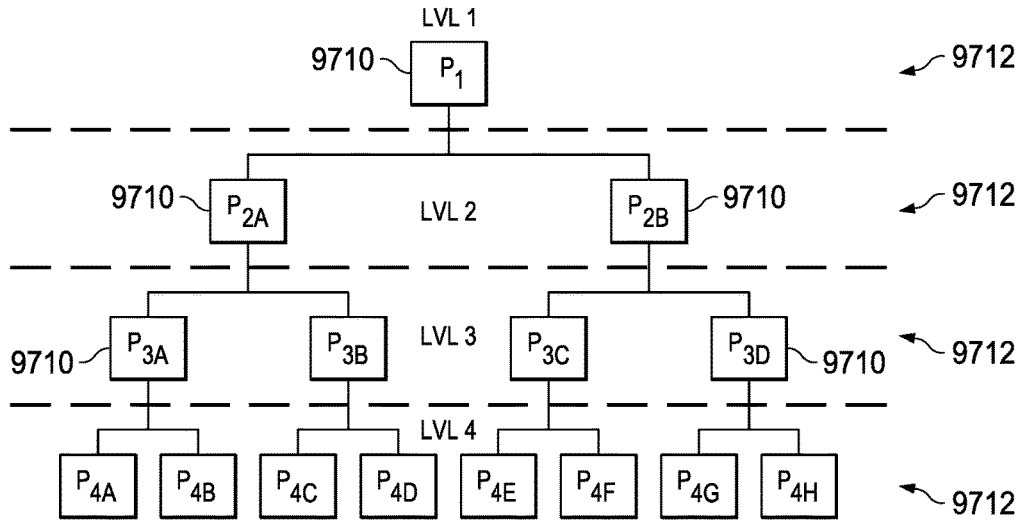 LVL 1
9710 P1 9712
9710 P2A LVL 2 P2B 9710 9712
9710 P3A P3B LVL 3 P3C P3D 9710 9712
LVL 4
P4A P4B P4C P4D P4E P4F P4G P4H 9712